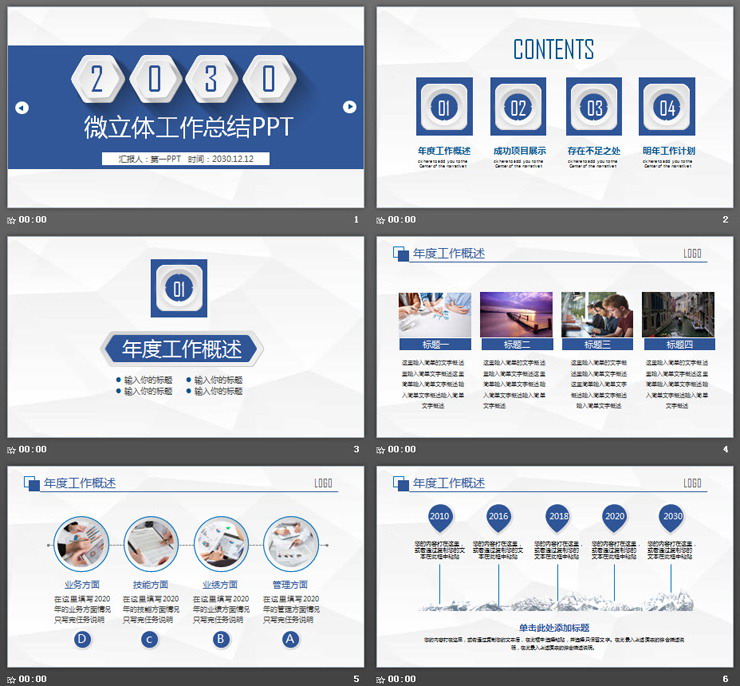 2030
微立体工作总结PPT
汇报人：第一PPT 时间：2030.12.12
00:00 1
CONTENTS
01 02 03 04
年度工作概述 成功项目展示 存在不足之处 明年工作计划
00:00 2
01
年度工作概述
输入你的标题 输入你的标题
输入你的标题 输入你的标题
00:00 3
年度工作概述 LOGO
标题一 标题二 标题三 标题四
00:00 4
年度工作概述 LOGO
业务方面 技能方面 业绩方面 管理方面
在这里填写2020 在这里填写2020 在这里填写2020 在这里填写2020
年的业务方面情况 年的技能方面情况 年的业绩方面情况 年的管理方面情况
只写完任务说明 只写完任务说明 只写完任务说明 只写完任务说明
D C B A
00:00 5
年度工作概述 LOGO
2010 2016 2018 2020 2030
单击此处添加标题
00:00 6